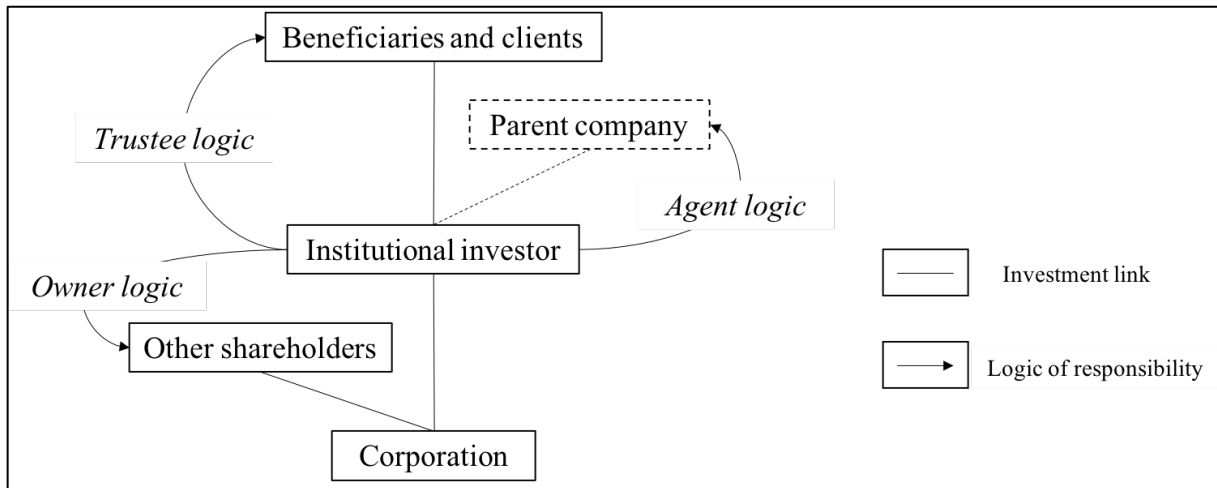 Beneficiaries and clients
Parent company
Trustee logic
Agent logic
Institutional investor
Owner logic
Other shareholders
Corporation
Investment link
Logic of responsibility